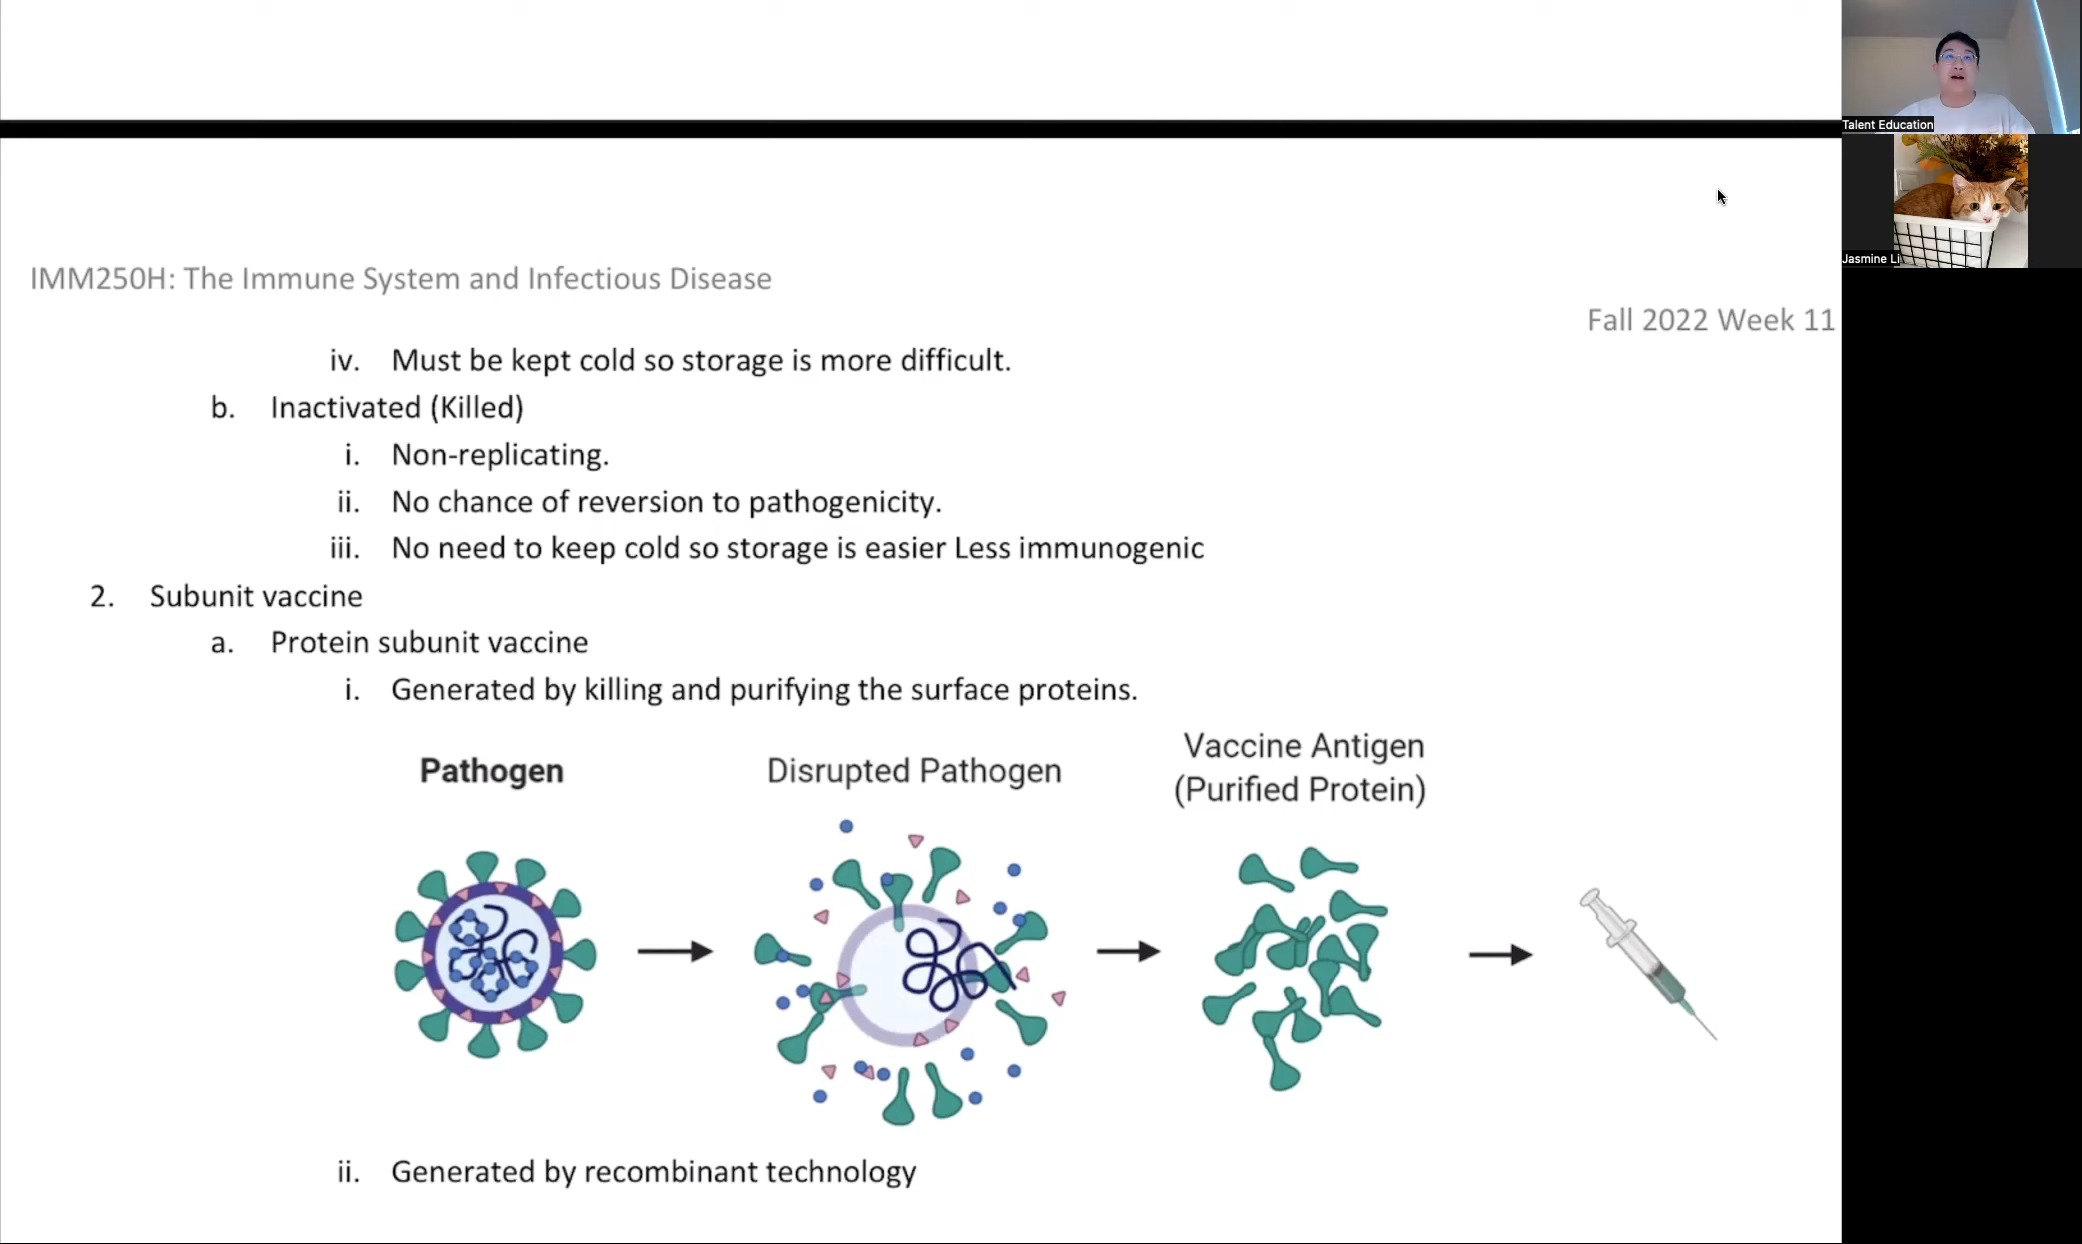 IMM250H: The Immune System and Infectious Disease
Fall 2022 Week 11
iv. Must be kept cold so storage is more difficult.
b. Inactivated (Killed)
i. Non-replicating.
ii. No chance of reversion to pathogenicity.
iii. No need to keep cold so storage is easier Less immunogenic
2. Subunit vaccine
a. Protein subunit vaccine
i. Generated by killing and purifying the surface proteins.
Pathogen
Disrupted Pathogen
Vaccine Antigen
(Purified Protein)
ii. Generated by recombinant technology
Talent Education
Jasmine Li